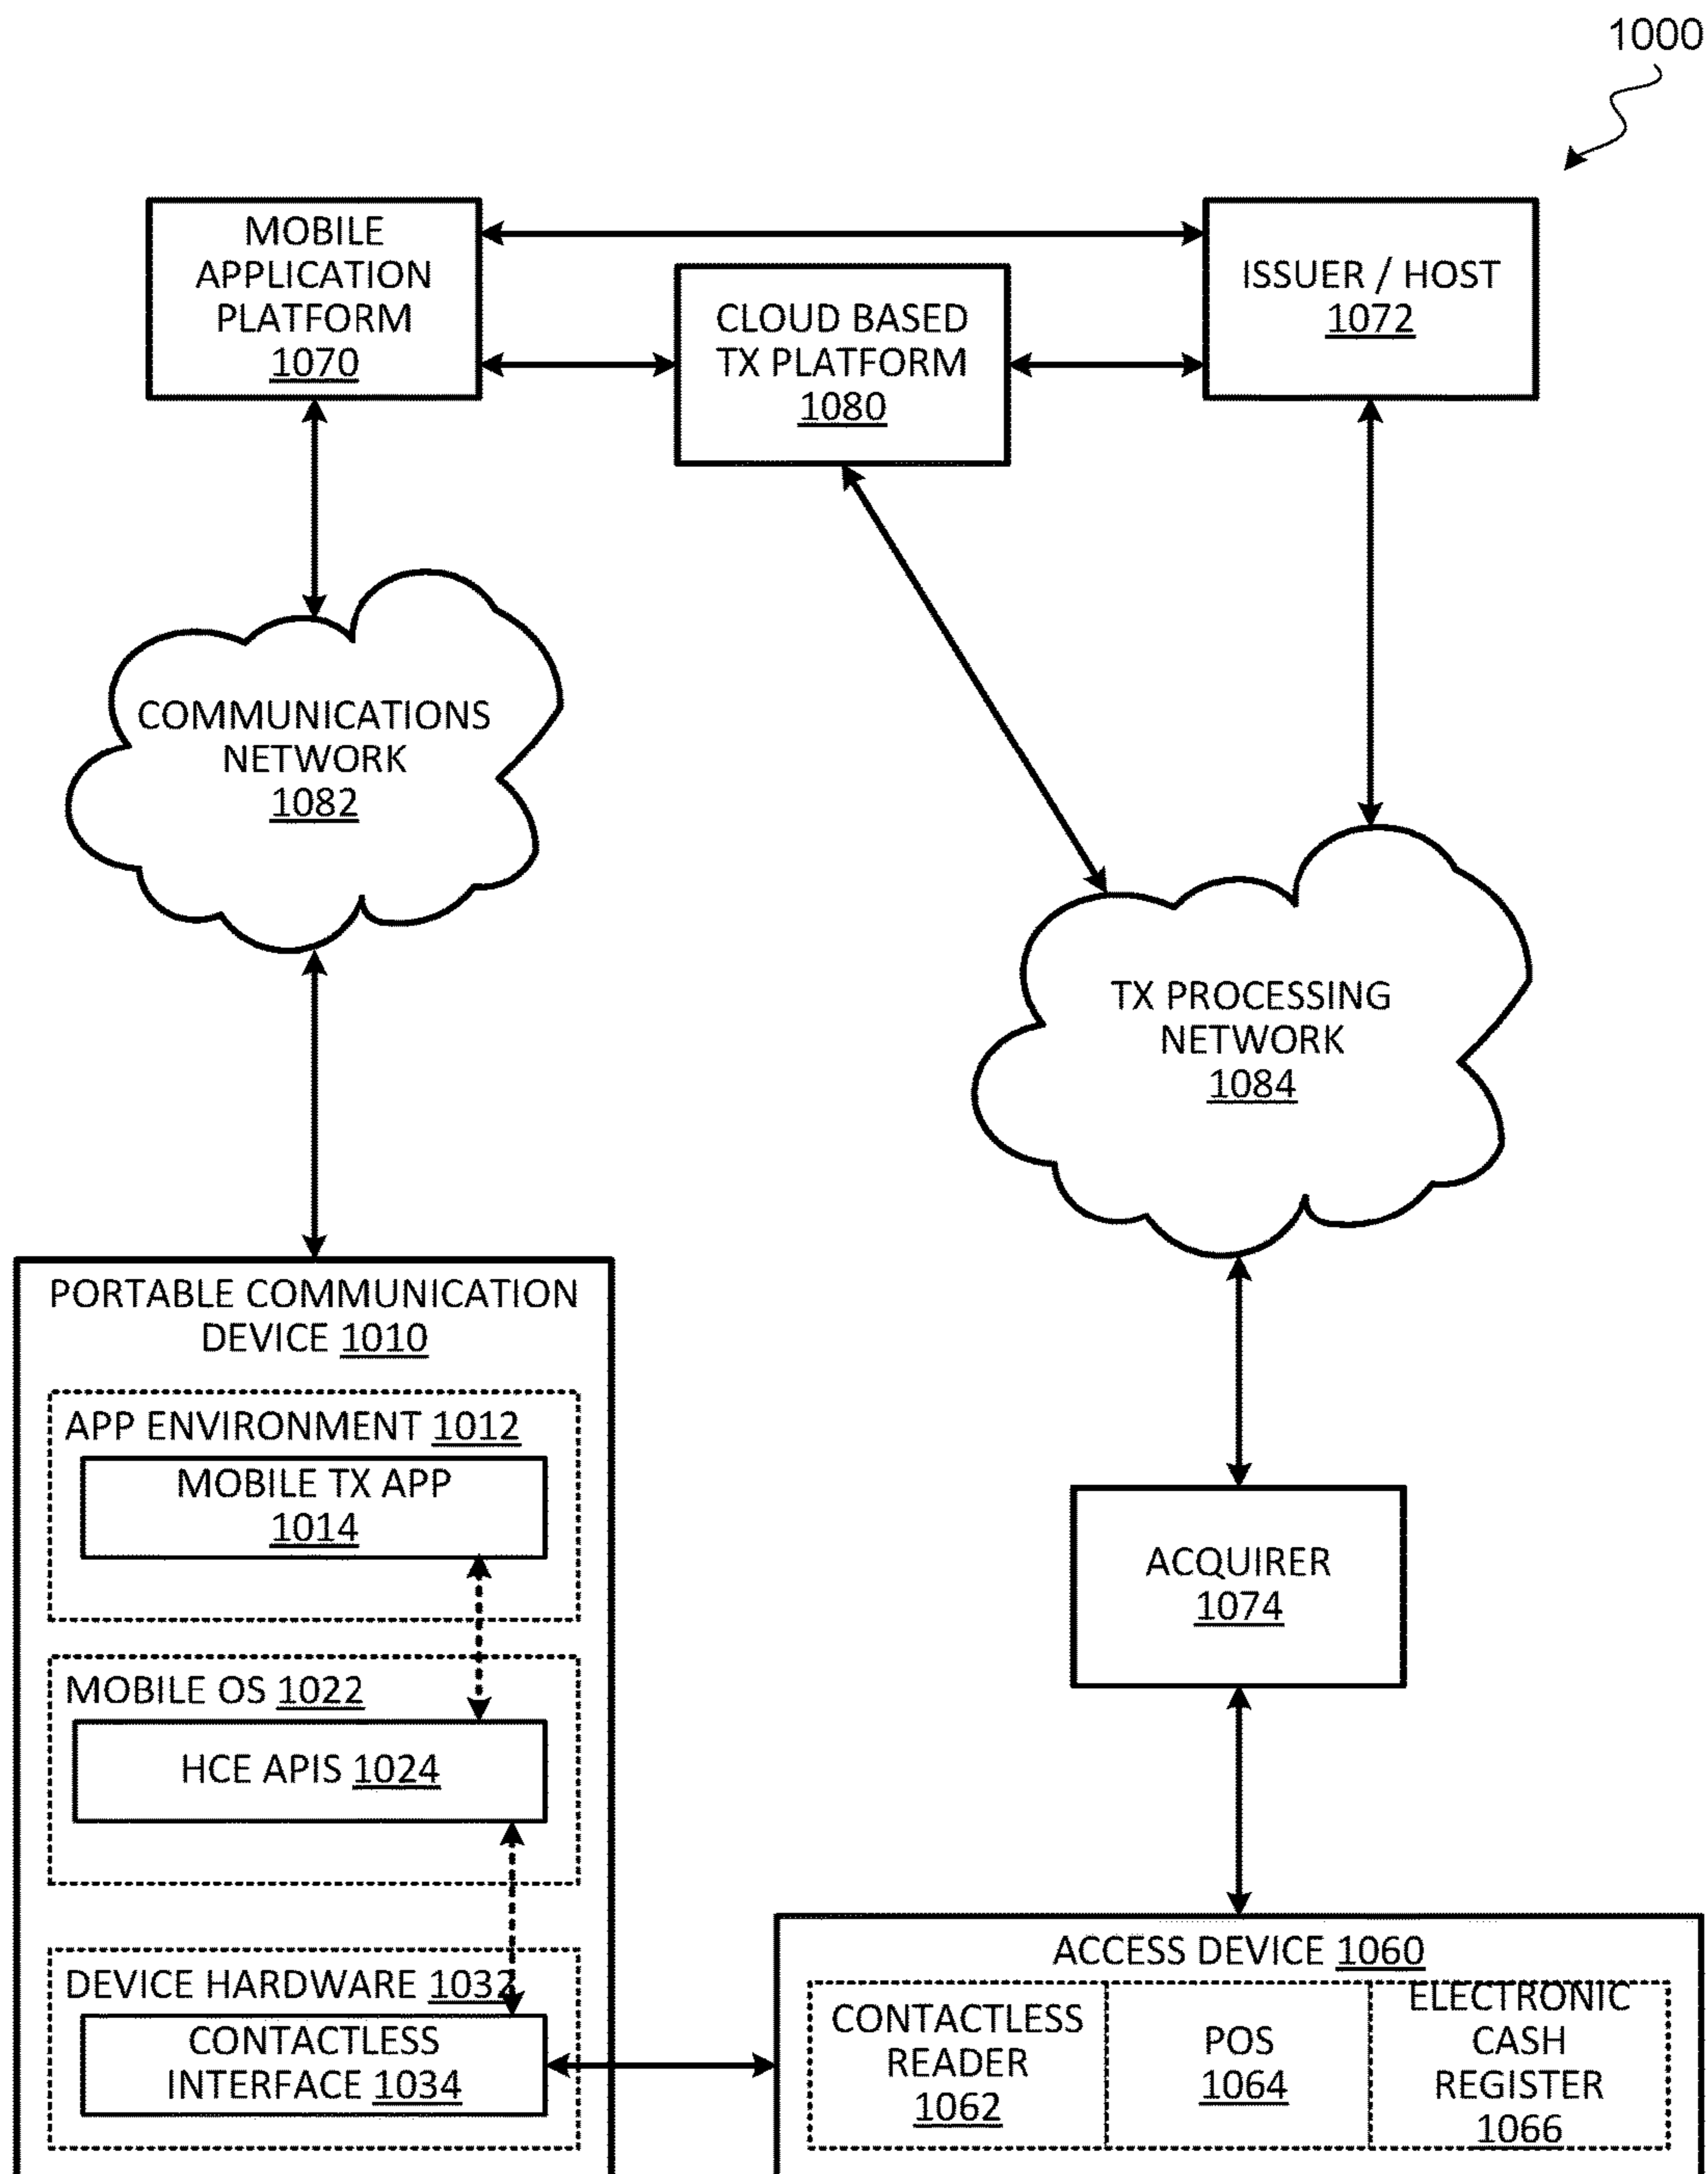 1000
MOBILE
APPLICATION
PLATFORM
1070
CLOUD BASED
TX PLATFORM
1080
ISSUER / HOST
1072
COMMUNICATIONS
NETWORK
1082
TX PROCESSING
NETWORK
1084
PORTABLE COMMUNICATION
DEVICE 1010
APP ENVIRONMENT 1012
MOBILE TX APP
1014
MOBILE OS 1022
HCE APIS 1024
DEVICE HARDWARE 1032
CONTACTLESS
INTERFACE 1034
ACQUIRER
1074
ACCESS DEVICE 1060
CONTACTLESS
READER
1062
POS
1064
ELECTRONIC
CASH
REGISTER
1066